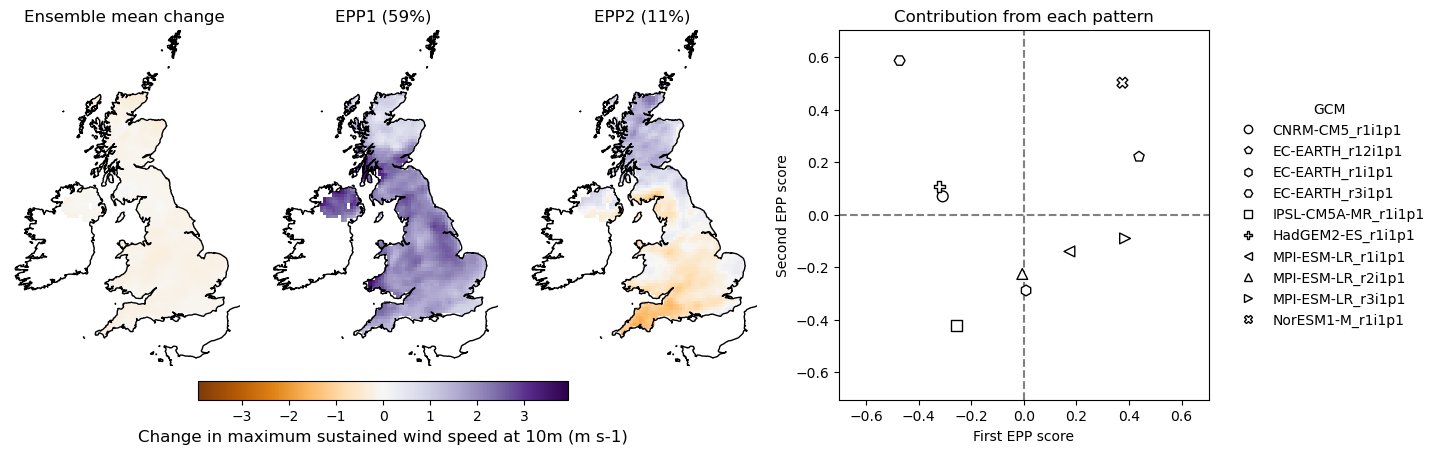 Ensemble mean change
EPP1 (59%)
EPP2 (11%)
−3 −2 −1 0 1 2 3
Change in maximum sustained wind speed at 10m (m s-1)
Contribution from each pattern
Second EPP score
0.6
0.4
0.2
0.0
−0.2
−0.4
−0.6
−0.6 −0.4 −0.2 0.0 0.2 0.4 0.6
First EPP score
GCM
CNRM-CM5_r1i1p1
EC-EARTH_r12i1p1
EC-EARTH_r1i1p1
EC-EARTH_r3i1p1
IPSL-CM5A-MR_r1i1p1
HadGEM2-ES_r1i1p1
MPI-ESM-LR_r1i1p1
MPI-ESM-LR_r2i1p1
MPI-ESM-LR_r3i1p1
NorESM1-M_r1i1p1